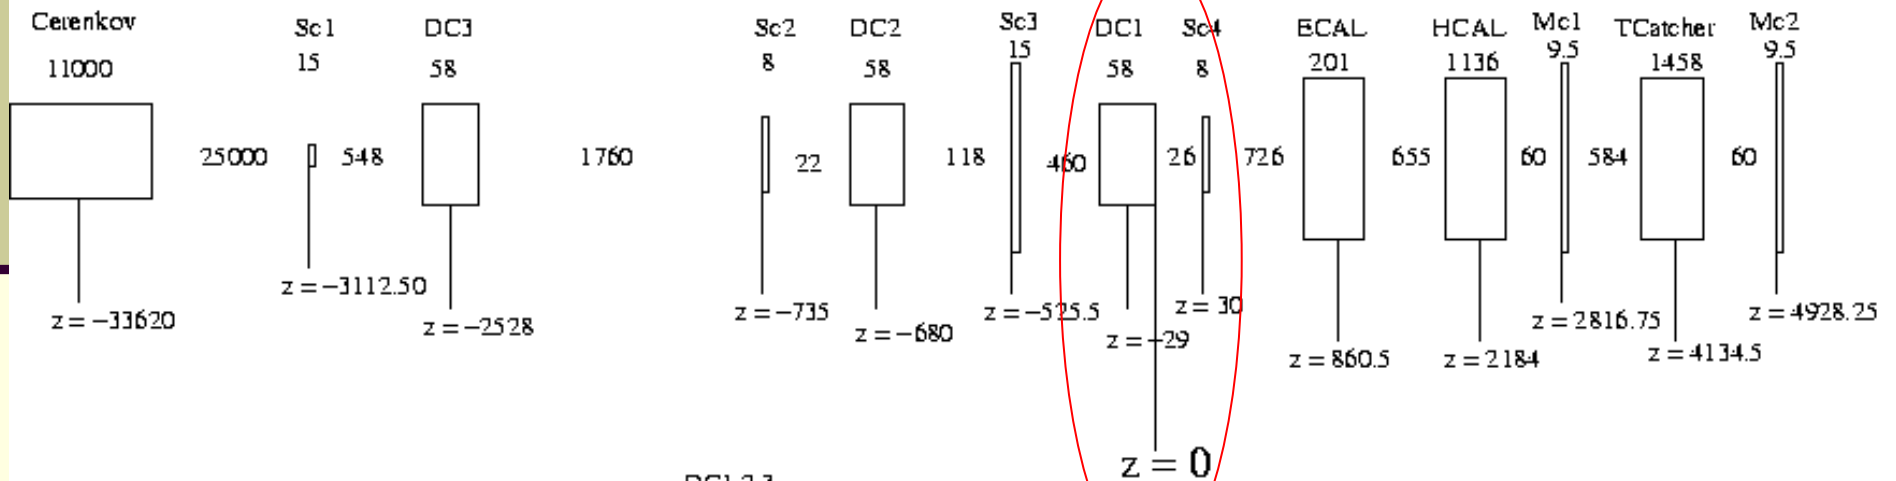 Cerenkov Sc1 DC3 Sc2 DC2 Sc3 DC1 Sc4 ECAL HCAL Mc1 TCatcher Mc2
11000 15 58 8 58 15 58 8 201 1136 9.5 1458 9.5
25000 548 1760 22 118 460 26 726 655 60 584 60
z = -33620 z = -3112.50 z = -2528 z = -735 z = -680 z = -525.5 z = -29 z = 30 z = 860.5 z = 2184 z = 2816.75 z = 4134.5 z = 4928.25
z = 0